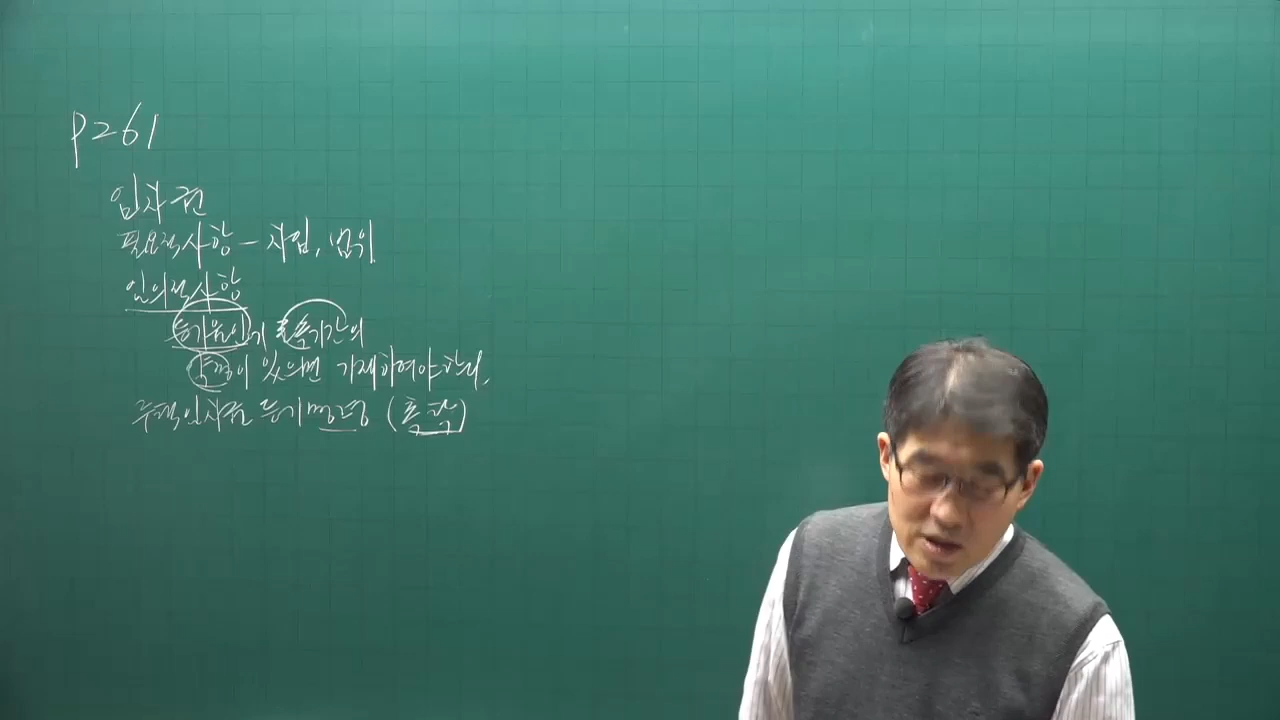 P261
임차권
필요적사항 - 차임, 범위
임의적사항
등기원인에 존속기간의
약정이 있으면 기재하여야 한다.
주택임차권 등기명령 (촉탁)